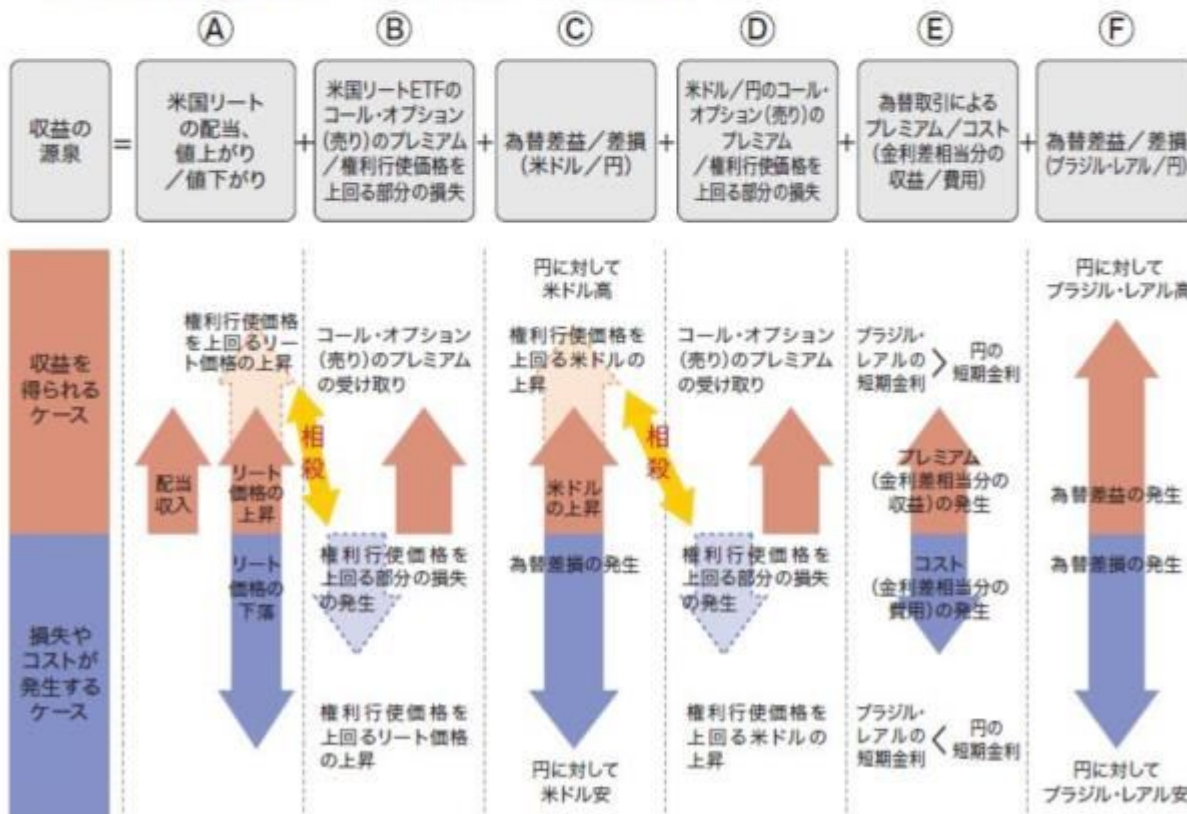 Ⓐ
Ⓑ
Ⓒ
Ⓓ
Ⓔ
Ⓕ
収益の
源泉
=
米国リート
の配当、
値上がり
/値下がり
+
米国リートETFの
コール・オプション
(売り)のプレミアム
/権利行使価格を
上回る部分の損失
+
為替差益/差損
(米ドル/円)
+
米ドル/円のコール・
オプション(売り)の
プレミアム
/権利行使価格を
上回る部分の損失
+
為替取引による
プレミアム/コスト
(金利差相当分の
収益/費用)
+
為替差益/差損
(ブラジル・レアル/円)
収益を
得られる
ケース
権利行使価格
を上回るリー
ト価格の上昇
配当
収入
リート
価格の
上昇
相
殺
コール・オプション
(売り)のプレミアム
の受け取り
円に対して
米ドル高
権利行使価格を
上回る米ドルの
上昇
米ドル
の上昇
相
殺
コール・オプション
(売り)のプレミアム
の受け取り
ブラジル・
レアルの
短期金利
>
円の
短期金利
プレミアム
(金利差相当分の
収益)の発生
円に対して
ブラジル・レアル高
為替差益の発生
損失や
コストが
発生する
ケース
リート
価格の
下落
権利行使価格を
上回る部分の損失
の発生
権利行使価格を
上回るリート価格
の上昇
為替差損の発生
円に対して
米ドル安
権利行使価格を
上回る部分の損失
の発生
権利行使価格を
上回る米ドルの
上昇
コスト
(金利差相当分の
費用)の発生
ブラジル・
レアルの
短期金利
<
円の
短期金利
為替差損の発生
円に対して
ブラジル・レアル安